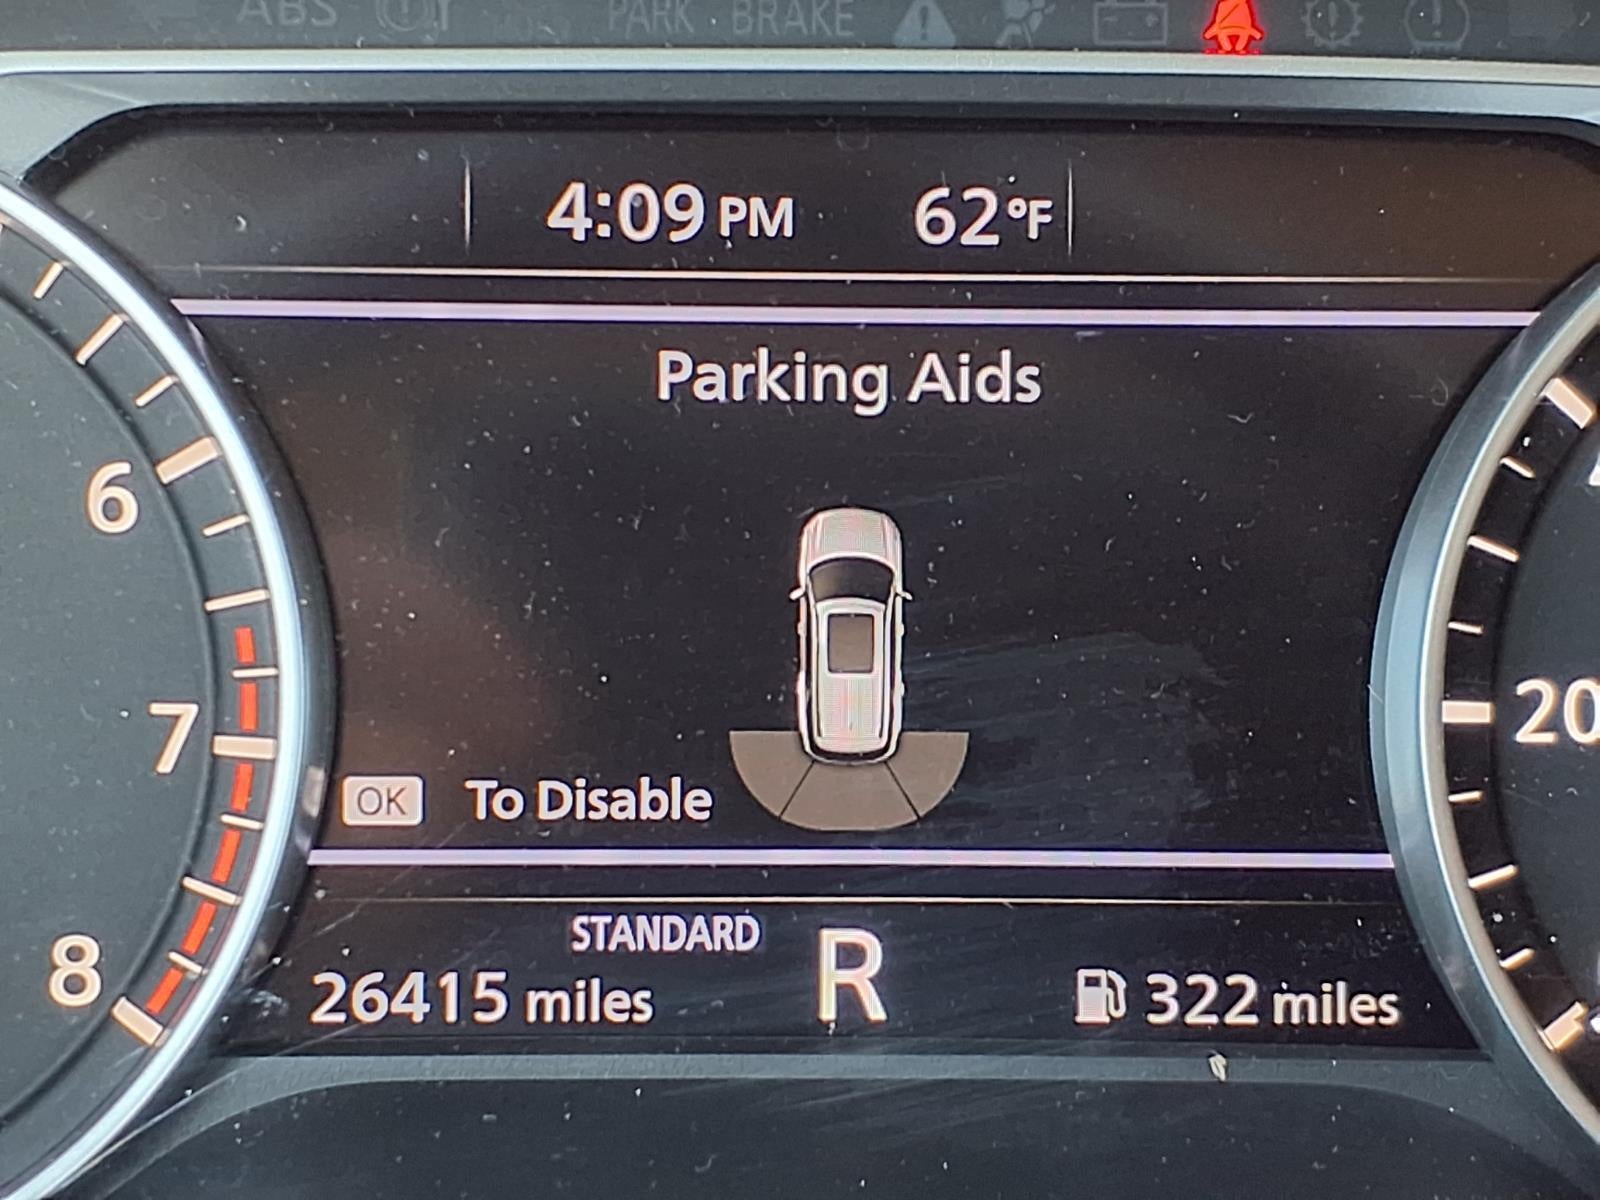 ABS PARK BRAKE
4:09 PM 62°F
Parking Aids
6
7
OK To Disable
20
STANDARD
8
26415 miles R 322 miles